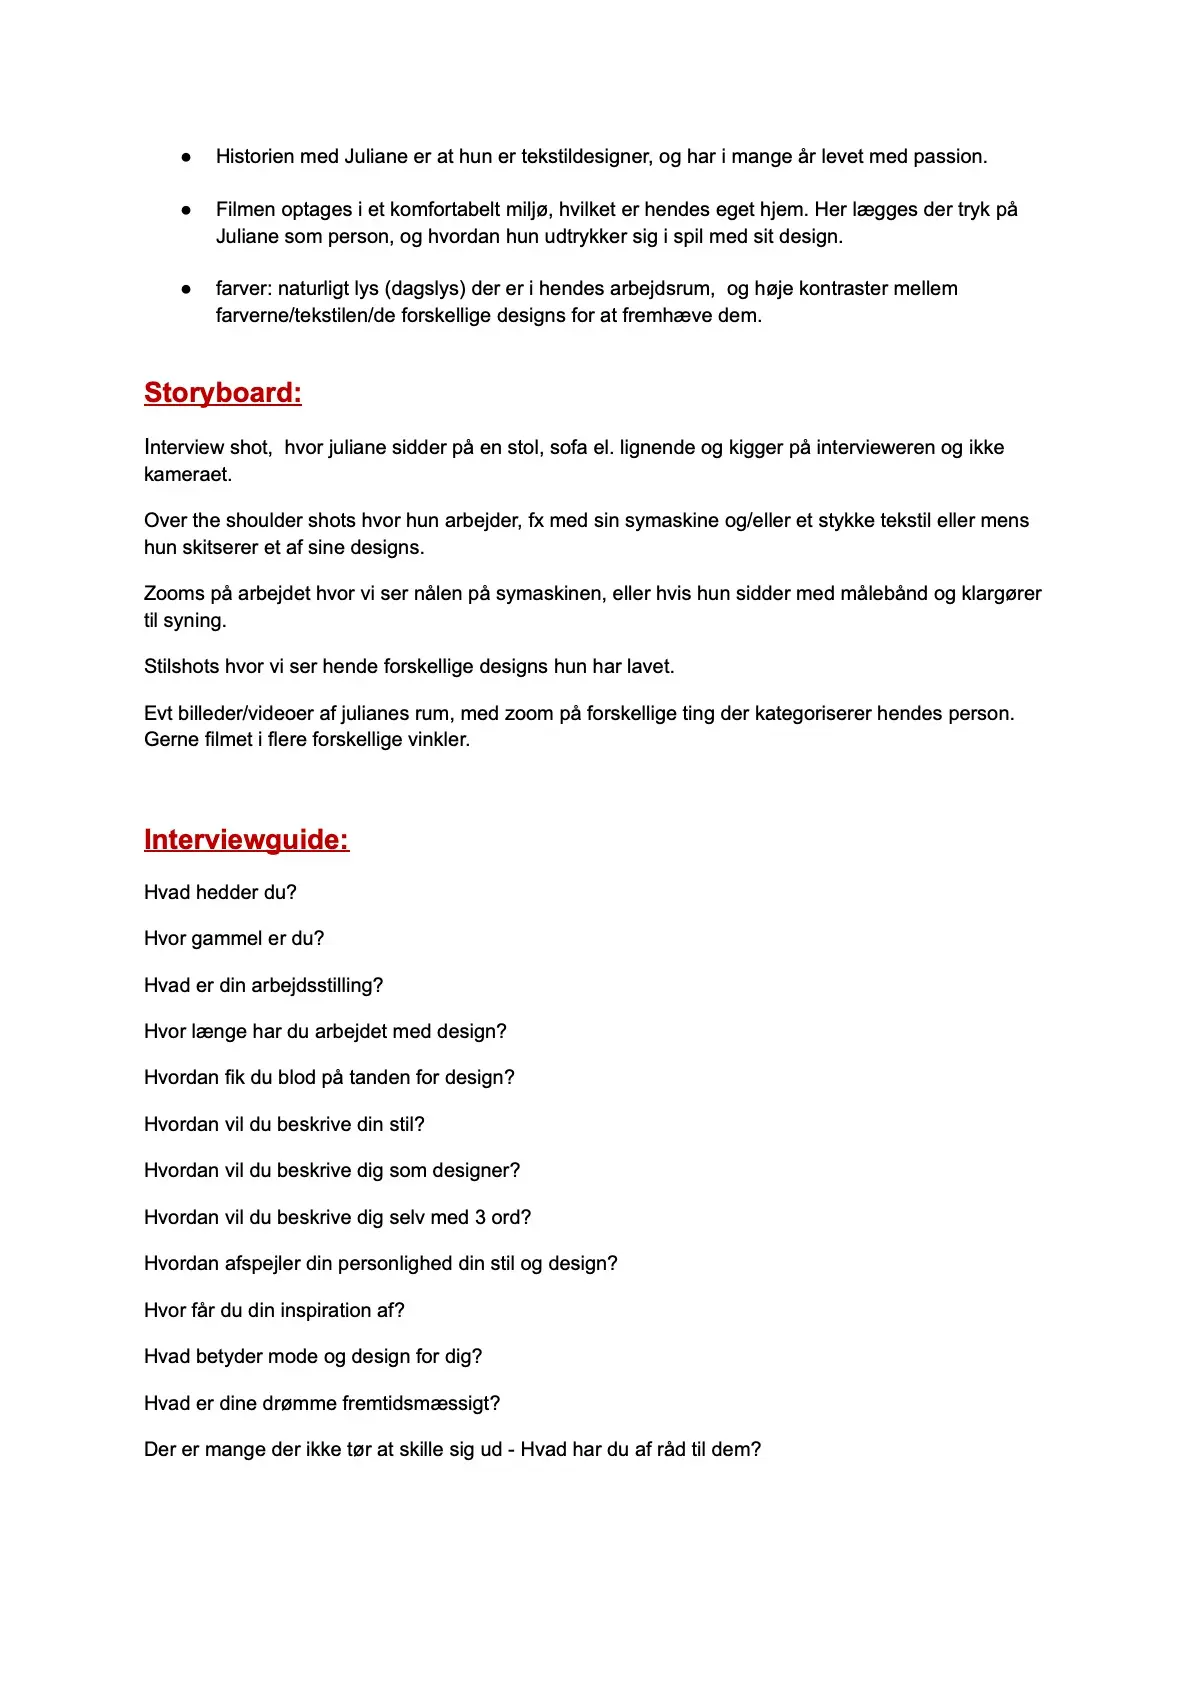 ● Historien med Juliane er at hun er tekstildesigner, og har i mange år levet med passion.
● Filmen optages i et komfortabelt miljø, hvilket er hendes eget hjem. Her lægges der tryk på
Juliane som person, og hvordan hun udtrykker sig i spil med sit design.
● farver: naturligt lys (dagslys) der er i hendes arbejdsrum,  og høje kontraster mellem
farverne/tekstilen/de forskellige designs for at fremhæve dem.
Storyboard:
Interview shot,  hvor juliane sidder på en stol, sofa el. lignende og kigger på intervieweren og ikke
kameraet.
Over the shoulder shots hvor hun arbejder, fx med sin symaskine og/eller et stykke tekstil eller mens
hun skitserer et af sine designs.
Zooms på arbejdet hvor vi ser nålen på symaskinen, eller hvis hun sidder med målebånd og klargører
til syning.
Stilshots hvor vi ser hende forskellige designs hun har lavet.
Evt billeder/videoer af julianes rum, med zoom på forskellige ting der kategoriserer hendes person.
Gerne filmet i flere forskellige vinkler.
Interviewguide:
Hvad hedder du?
Hvor gammel er du?
Hvad er din arbejdsstilling?
Hvor længe har du arbejdet med design?
Hvordan fik du blod på tanden for design?
Hvordan vil du beskrive din stil?
Hvordan vil du beskrive dig som designer?
Hvordan vil du beskrive dig selv med 3 ord?
Hvordan afspejler din personlighed din stil og design?
Hvor får du din inspiration af?
Hvad betyder mode og design for dig?
Hvad er dine drømme fremtidsmæssigt?
Der er mange der ikke tør at skille sig ud - Hvad har du af råd til dem?